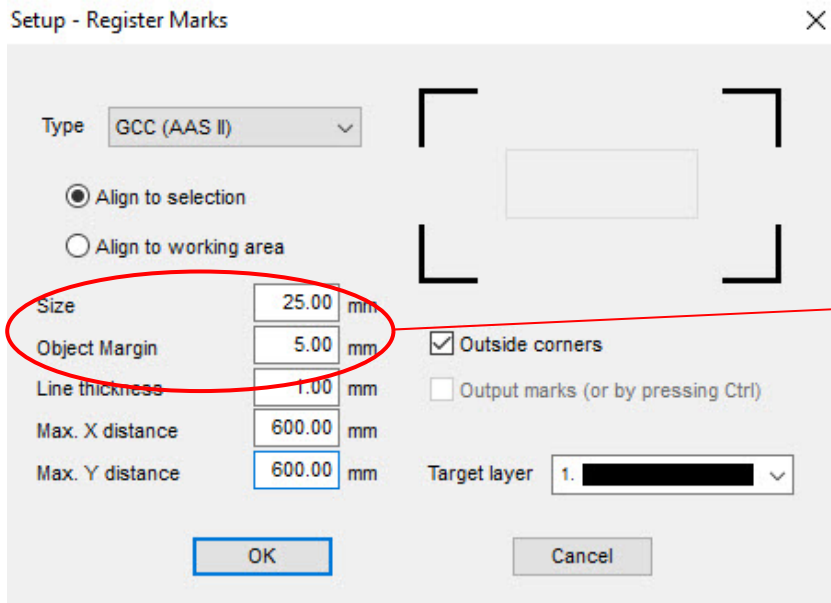 Setup - Register Marks
Type GCC (AAS II)
Align to selection
Align to working area
Size 25.00 mm
Object Margin 5.00 mm
Line thickness 1.00 mm
Max. X distance 600.00 mm
Max. Y distance 600.00 mm
Outside corners
Output marks (or by pressing Ctrl)
Target layer 1.
OK Cancel